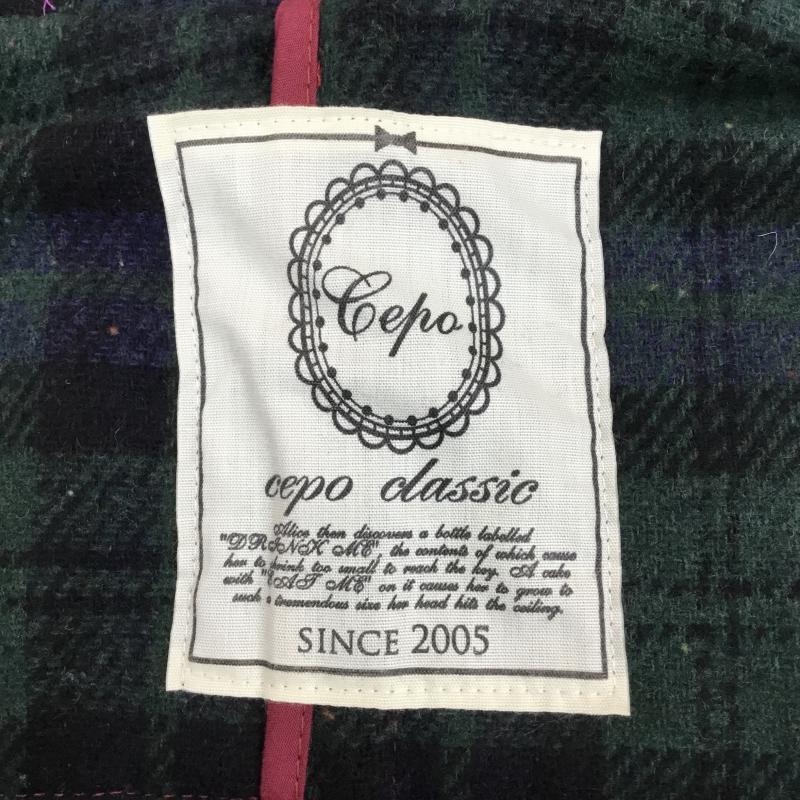 Cepo
cepo classic
Alice then discovers a bottle labelled
"DRINK ME", the contents of which cause
her to shrink too small to reach the key. A cake
with "EAT ME" on it causes her to grow to
such a tremendous size her head hits the ceiling.
SINCE 2005